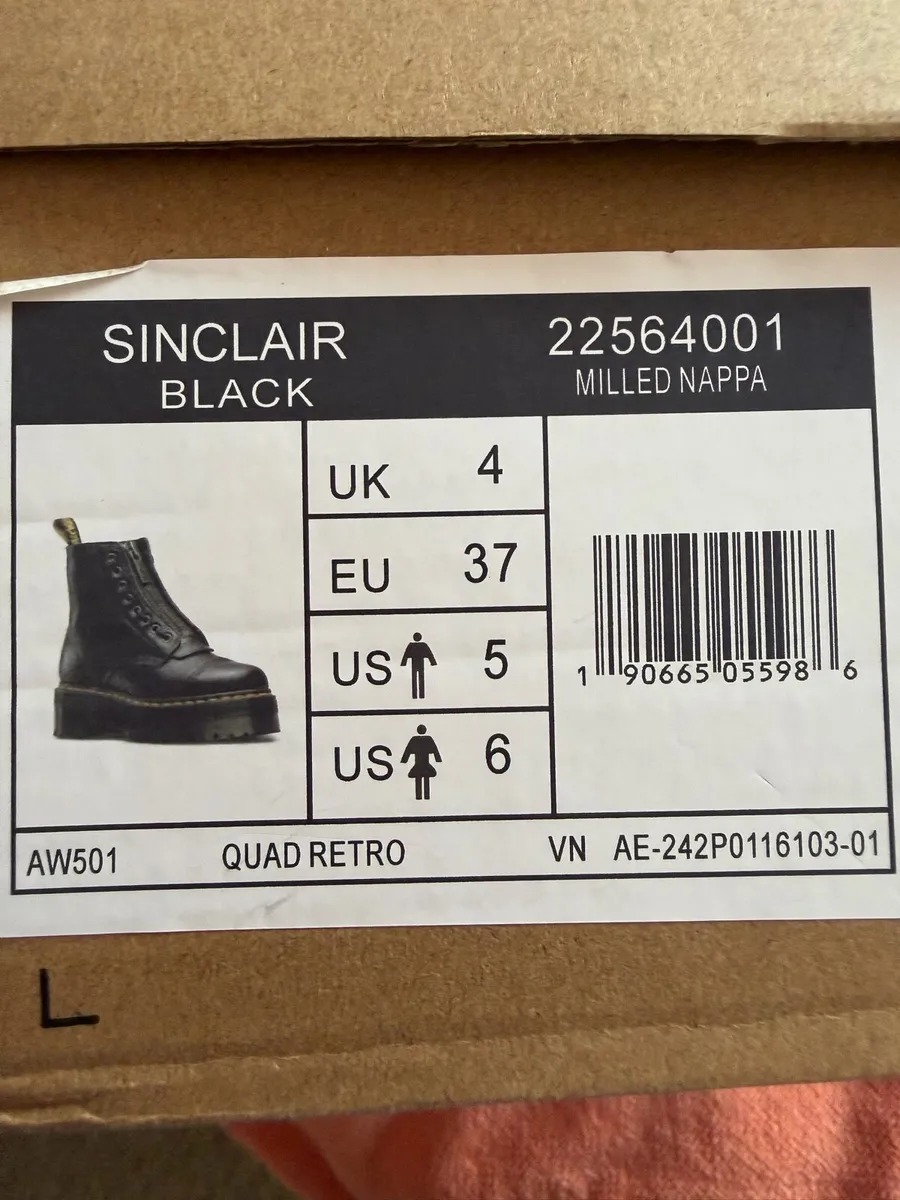 SINCLAIR
BLACK
22564001
MILLED NAPPA
UK 4
EU 37
US 5
US 6
1 90665 05598 6
AW501 QUAD RETRO VN AE-242P0116103-01
L